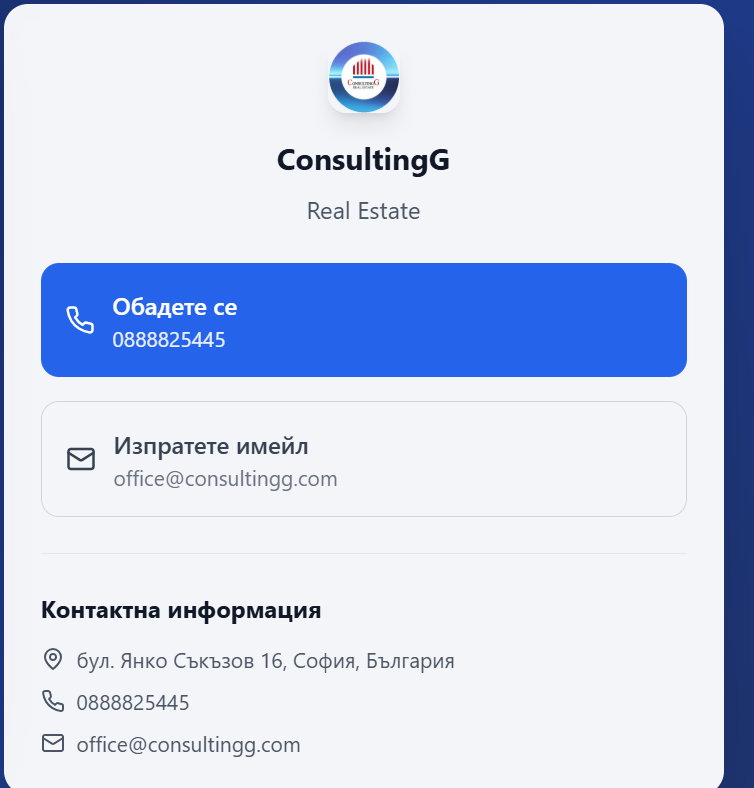 CONSULTINGG
REAL ESTATE
ConsultingG
Real Estate
Обадете се
0888825445
Изпратете имейл
office@consultingg.com
Контактна информация
бул. Янко Съкъзов 16, София, България
0888825445
office@consultingg.com